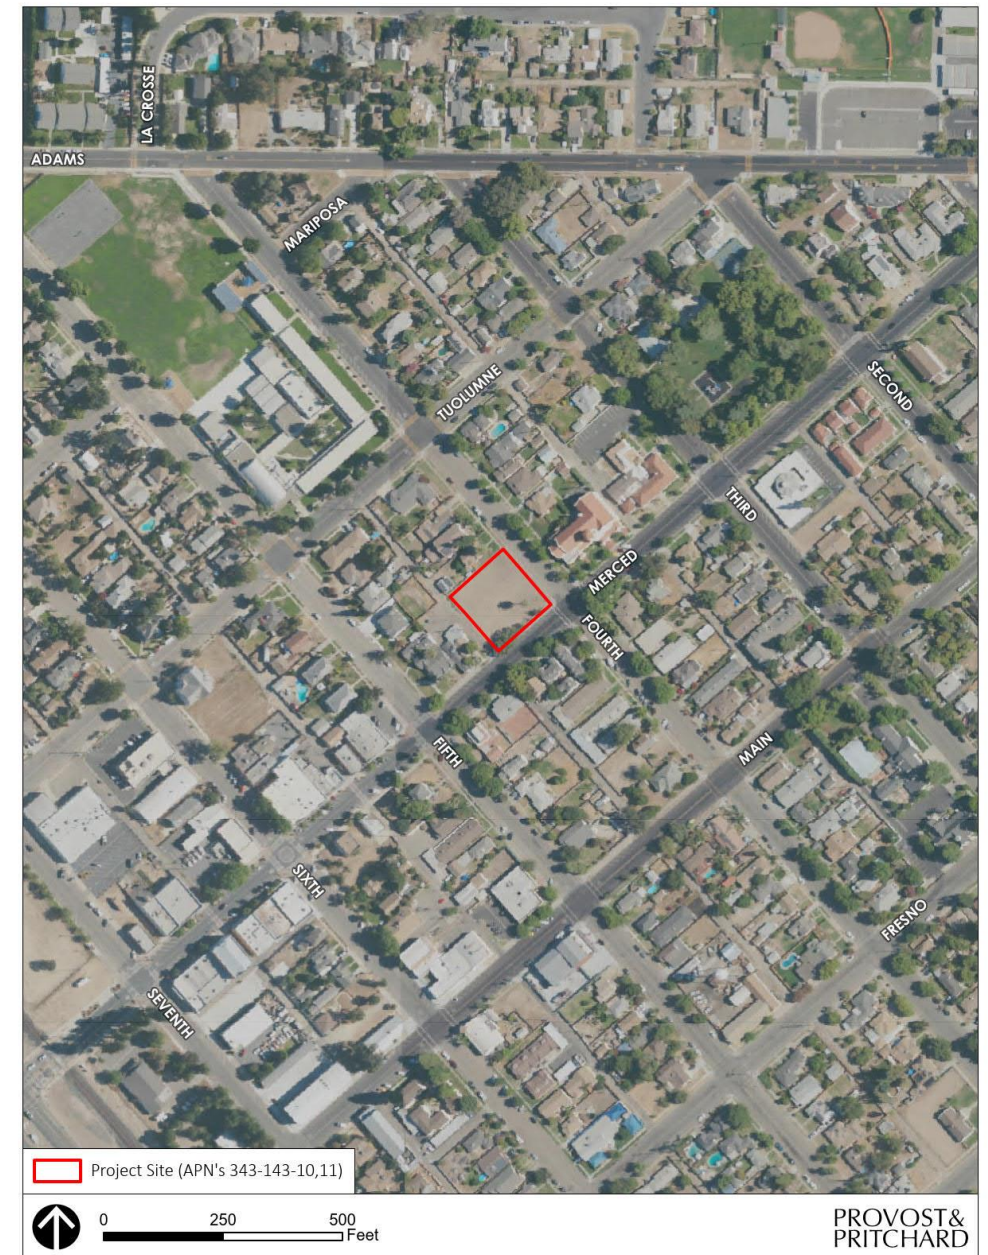 LA CROSSE
ADAMS
MARIPOSA
TUOLUMNE
SECOND
THIRD
MERCED
FOURTH
FIFTH
MAIN
SIXTH
FRESNO
SEVENTH
Project Site (APN's 343-143-10,11)
0 250 500
Feet
PROVOST&
PRITCHARD